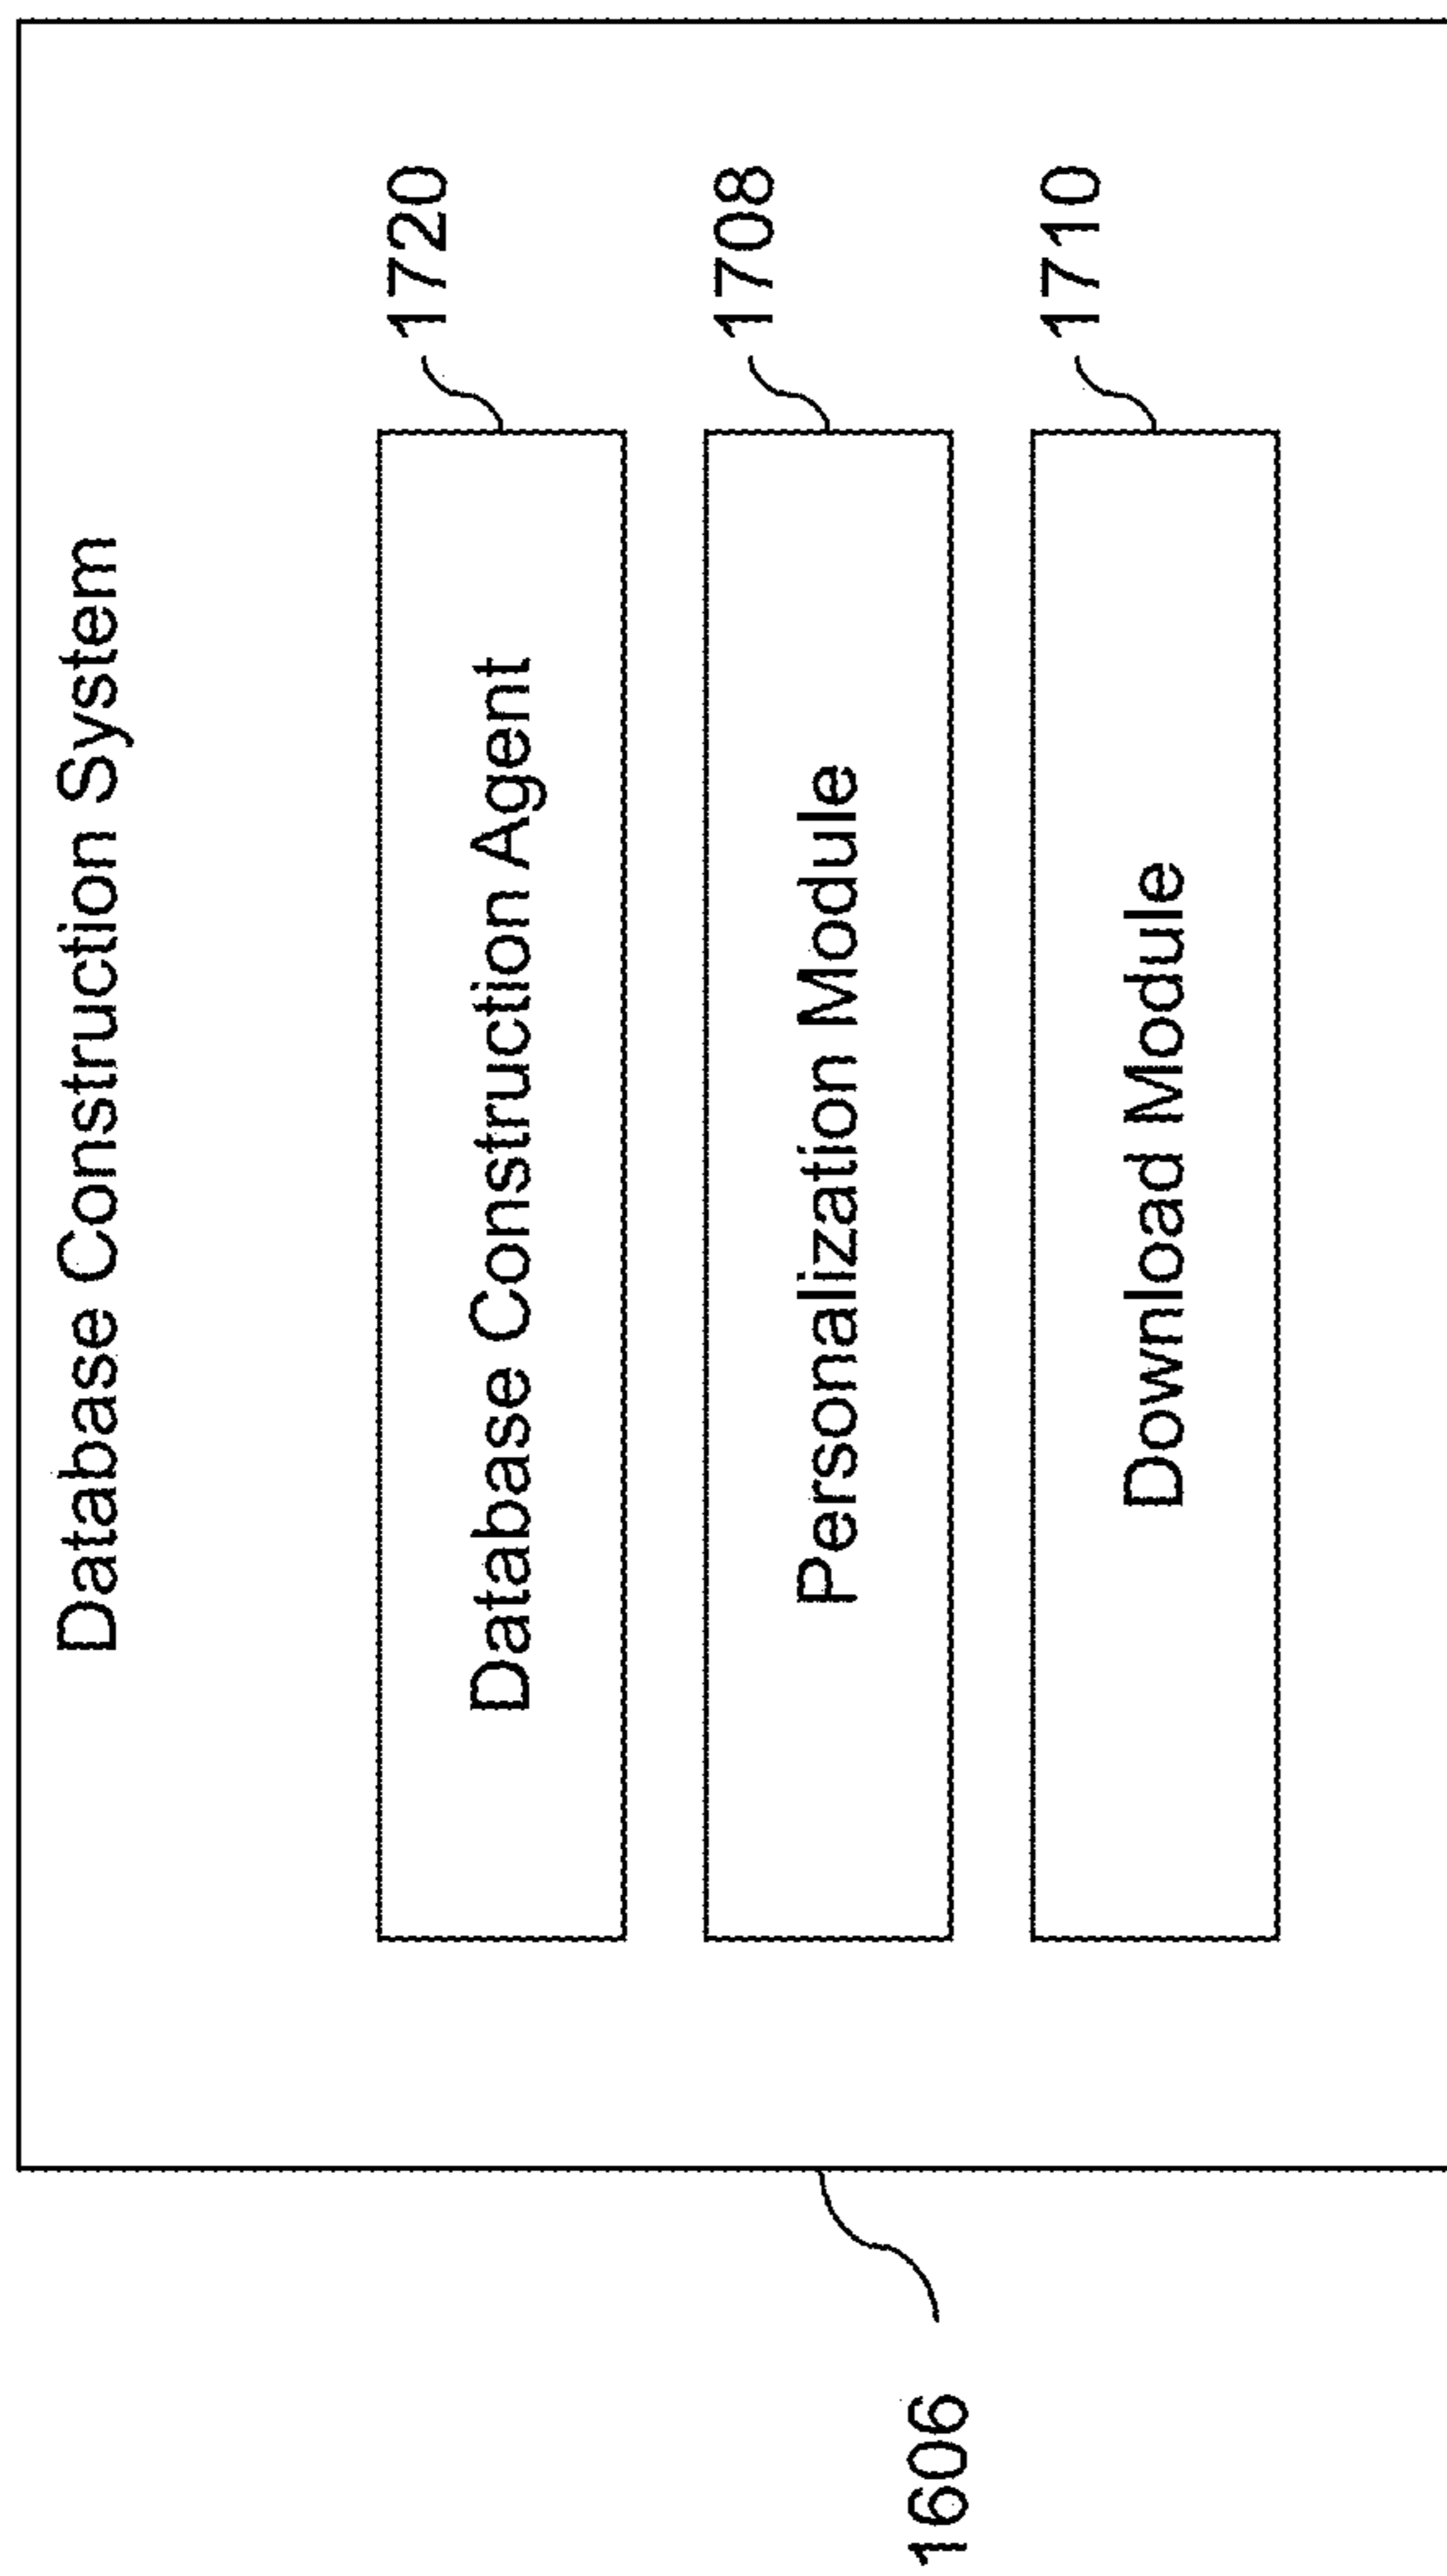 Database Construction System
1720
Database Construction Agent
1708
Personalization Module
1710
Download Module
1606